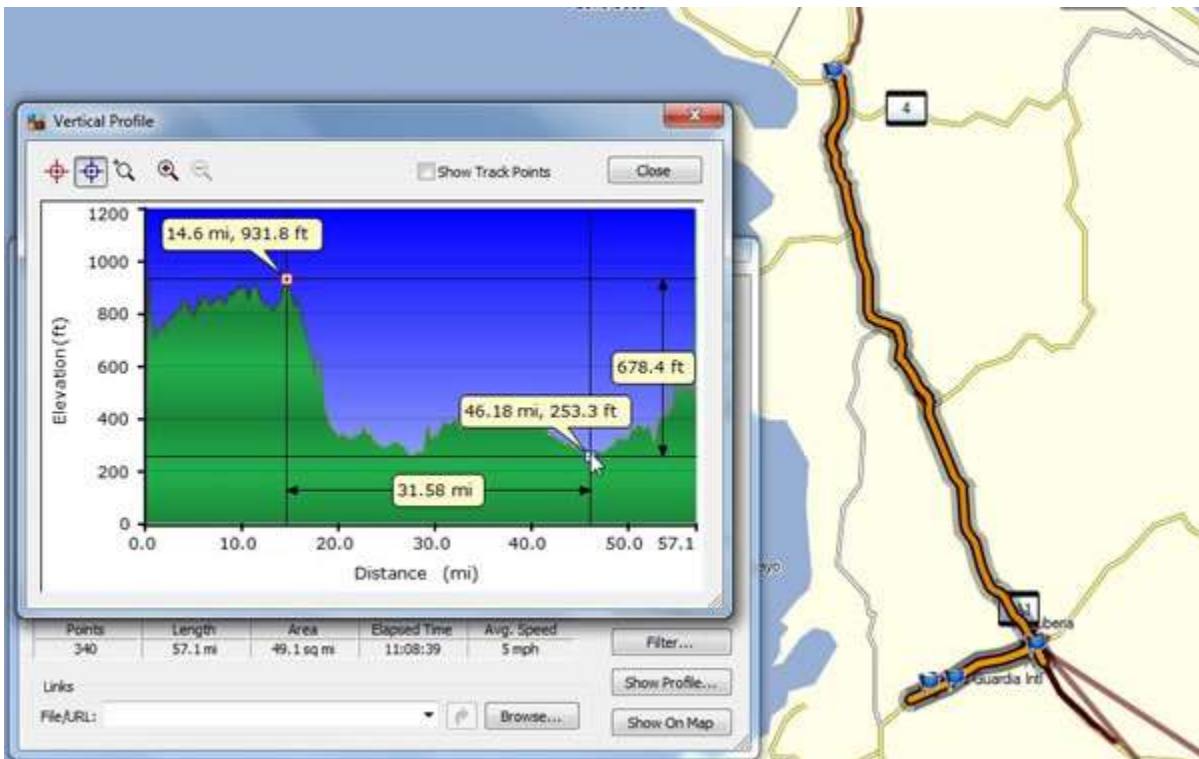 4
Vertical Profile
Show Track Points
Close
1200
1000
800
600
400
200
0
Elevation(ft)
14.6 mi, 931.8 ft
678.4 ft
46.18 mi, 253.3 ft
31.58 mi
0.0 10.0 20.0 30.0 40.0 50.0 57.1
Distance (mi)
ayo
Points Length Area Elapsed Time Avg. Speed
340 57.1 mi 49.1 sq mi 11:08:39 5 mph
Filter...
Links
Show Profile...
File/URL:
Browse...
Show On Map
beria
Guardia Intl